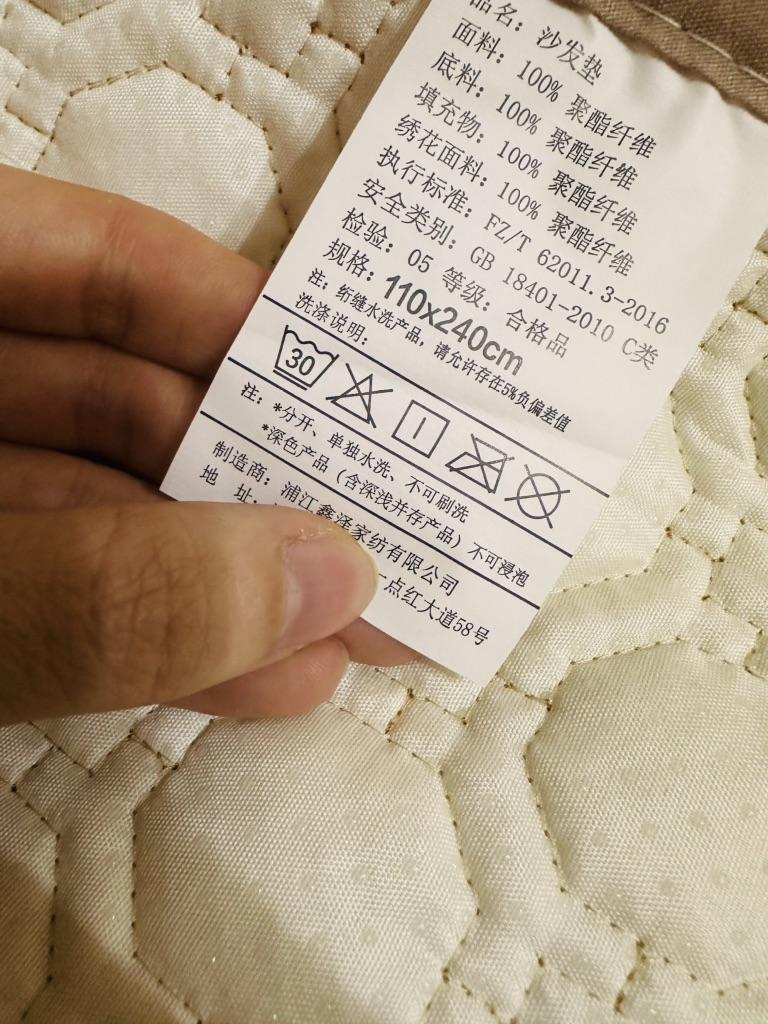 品名：沙发垫
面料：100% 聚酯纤维
底料：100% 聚酯纤维
填充物：100% 聚酯纤维
绣花面料：100% 聚酯纤维
执行标准：FZ/T 62011.3-2016
安全类别：GB 18401-2010 C类
检验：05 等级：合格品
规格：110x240cm
注：绗缝水洗产品，请允许存在5%负偏差值
洗涤说明：
30
注：*分开、单独水洗、不可刷洗
*深色产品（含深浅并存产品）不可浸泡
制造商：浦江鑫泽家纺有限公司
地 址：一点红大道58号